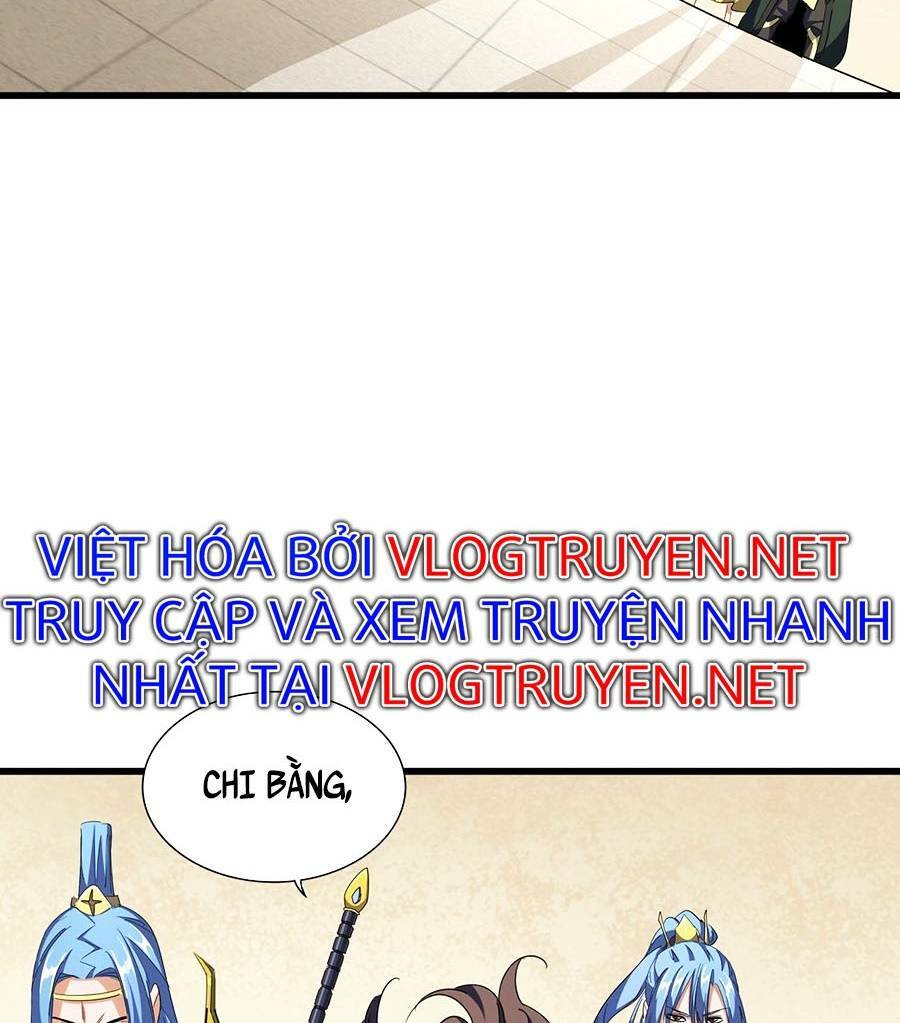 VIỆT HÓA BỞI VLOGTRUYEN.NET
TRUY CẬP VÀ XEM TRUYỆN NHANH
NHẤT TẠI VLOGTRUYEN.NET
CHI BẰNG,